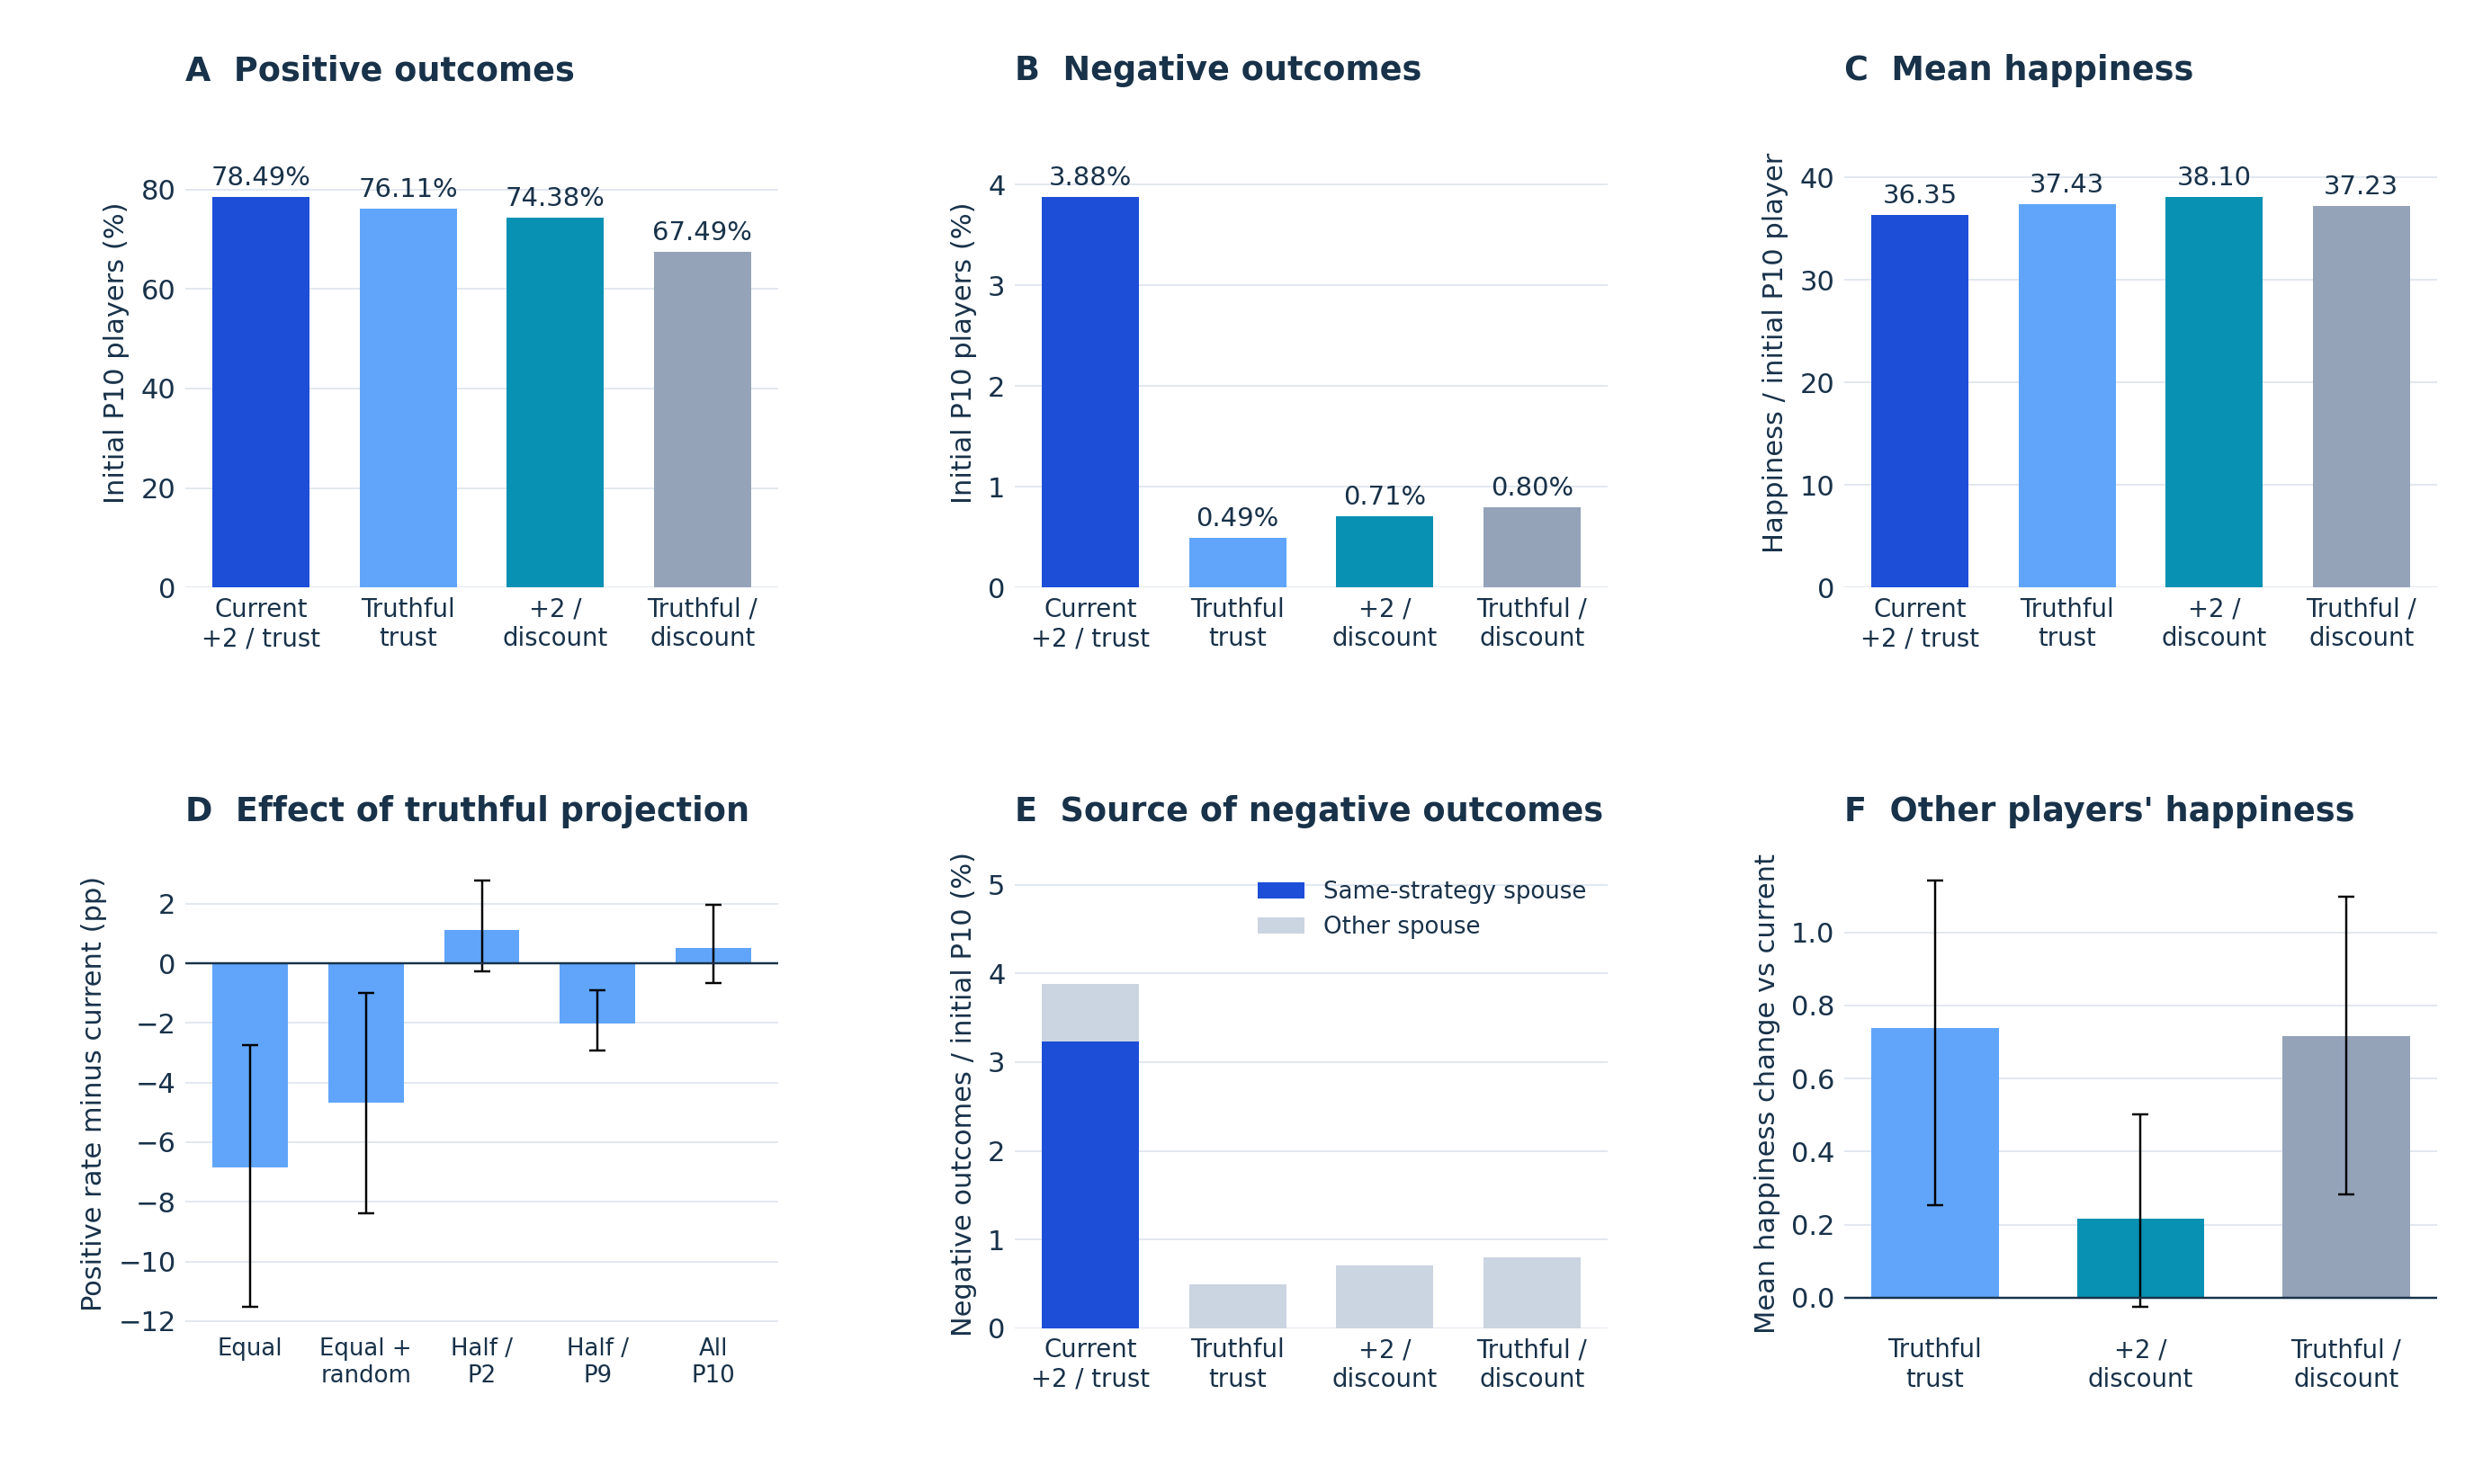 A Positive outcomes
Initial P10 players (%)
80
60
40
20
0
78.49%
76.11%
74.38%
67.49%
Current
+2 / trust
Truthful
trust
+2 /
discount
Truthful /
discount
B Negative outcomes
Initial P10 players (%)
4
3
2
1
0
3.88%
0.49%
0.71%
0.80%
Current
+2 / trust
Truthful
trust
+2 /
discount
Truthful /
discount
C Mean happiness
Happiness / initial P10 player
40
30
20
10
0
36.35
37.43
38.10
37.23
Current
+2 / trust
Truthful
trust
+2 /
discount
Truthful /
discount
D Effect of truthful projection
Positive rate minus current (pp)
2
0
−2
−4
−6
−8
−10
−12
Equal
Equal +
random
Half /
P2
Half /
P9
All
P10
E Source of negative outcomes
Negative outcomes / initial P10 (%)
5
4
3
2
1
0
Same-strategy spouse
Other spouse
Current
+2 / trust
Truthful
trust
+2 /
discount
Truthful /
discount
F Other players' happiness
Mean happiness change vs current
1.0
0.8
0.6
0.4
0.2
0.0
Truthful
trust
+2 /
discount
Truthful /
discount